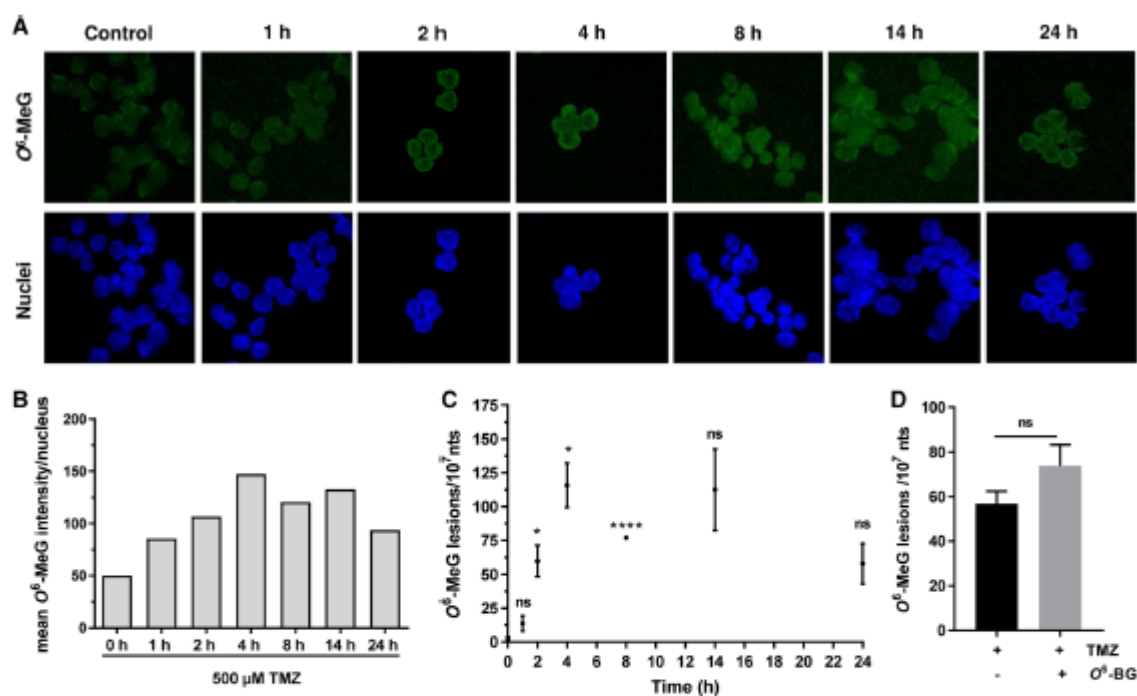 A
Control 1 h 2 h 4 h 8 h 14 h 24 h
O⁶-MeG
Nuclei
B
mean O⁶-MeG intensity/nucleus
200
150
100
50
0
0 h 1 h 2 h 4 h 8 h 14 h 24 h
500 µM TMZ
C
O⁶-MeG lesions/10⁷ nts
175
150
125
100
75
50
25
0
ns
*
*
****
ns
ns
0 2 4 6 8 10 12 14 16 18 20 22 24
Time (h)
D
O⁶-MeG lesions /10⁷ nts
100
80
60
40
20
0
ns
+ + TMZ
- + O⁶-BG